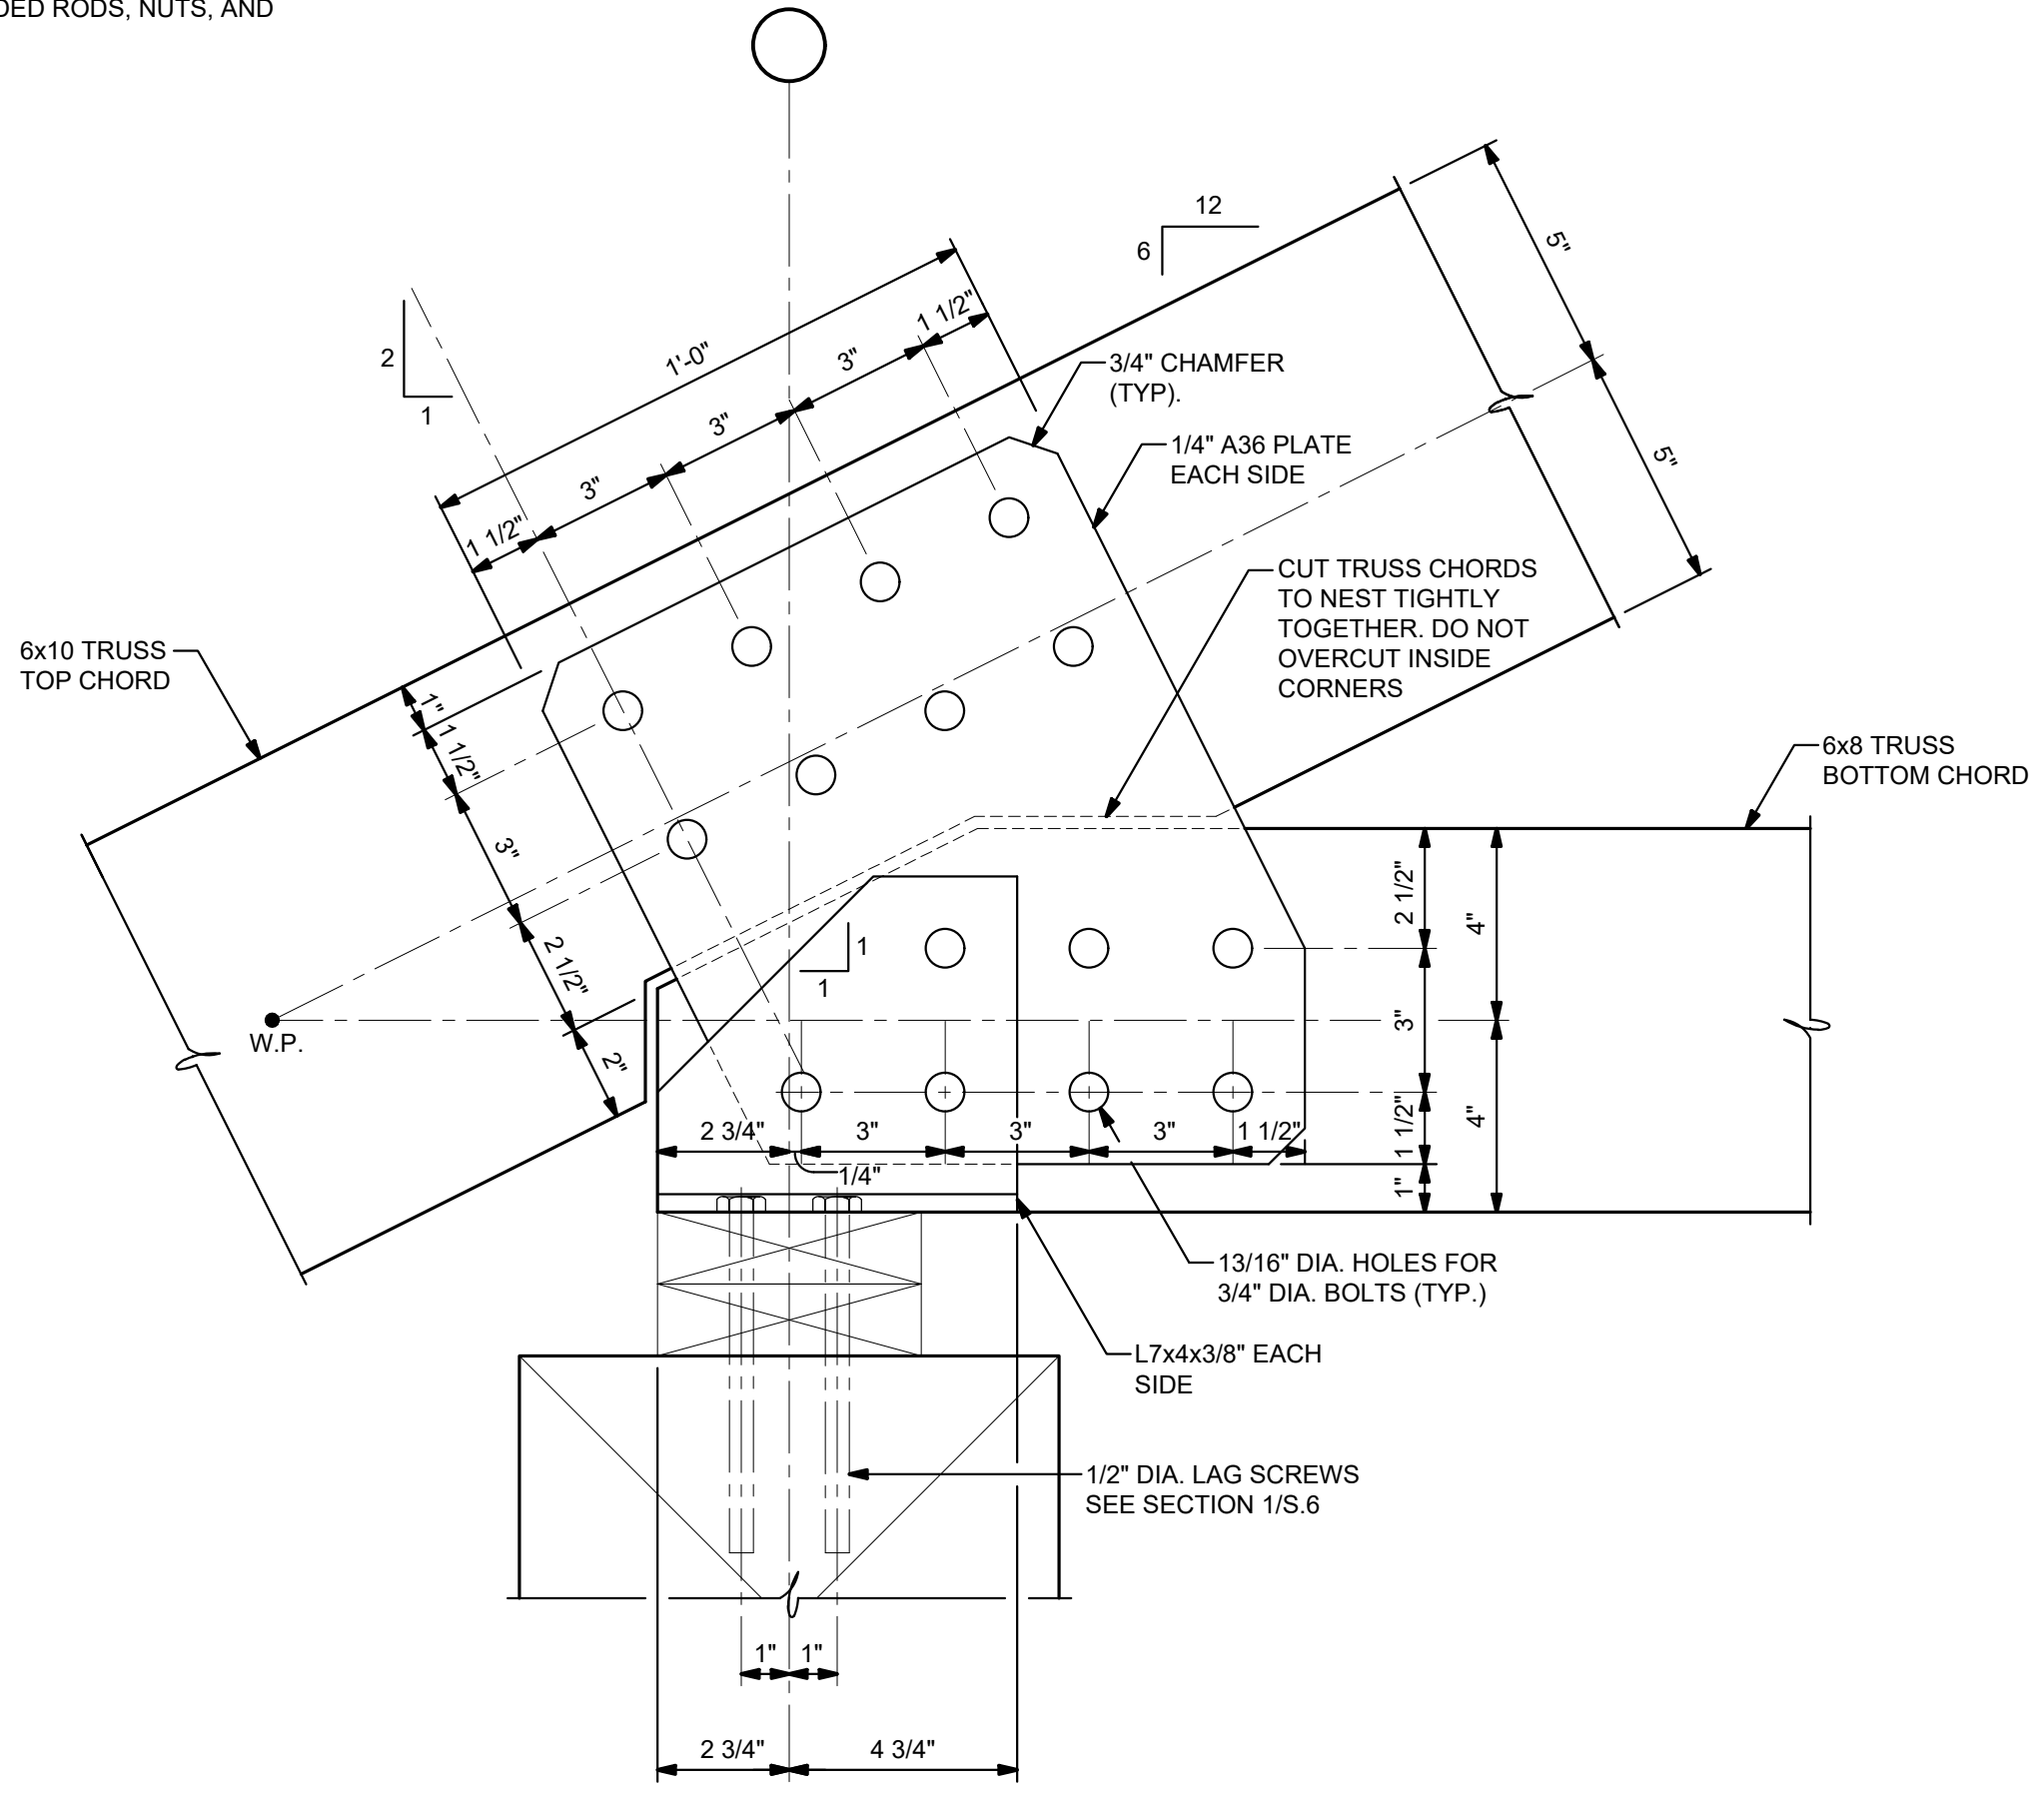 DED RODS, NUTS, AND
12
6
5"
5"
2
1
1'-0"
1 1/2"
3"
3"
3"
1 1/2"
3/4" CHAMFER
(TYP).
1/4" A36 PLATE
EACH SIDE
CUT TRUSS CHORDS
TO NEST TIGHTLY
TOGETHER. DO NOT
OVERCUT INSIDE
CORNERS
6x10 TRUSS
TOP CHORD
1"
1 1/2"
3"
2 1/2"
2"
6x8 TRUSS
BOTTOM CHORD
2 1/2"
4"
3"
1 1/2"
4"
1"
1
1
W.P.
2 3/4"
3"
3"
3"
1 1/2"
1/4"
13/16" DIA. HOLES FOR
3/4" DIA. BOLTS (TYP.)
L7x4x3/8" EACH
SIDE
1/2" DIA. LAG SCREWS
SEE SECTION 1/S.6
1"
1"
2 3/4"
4 3/4"